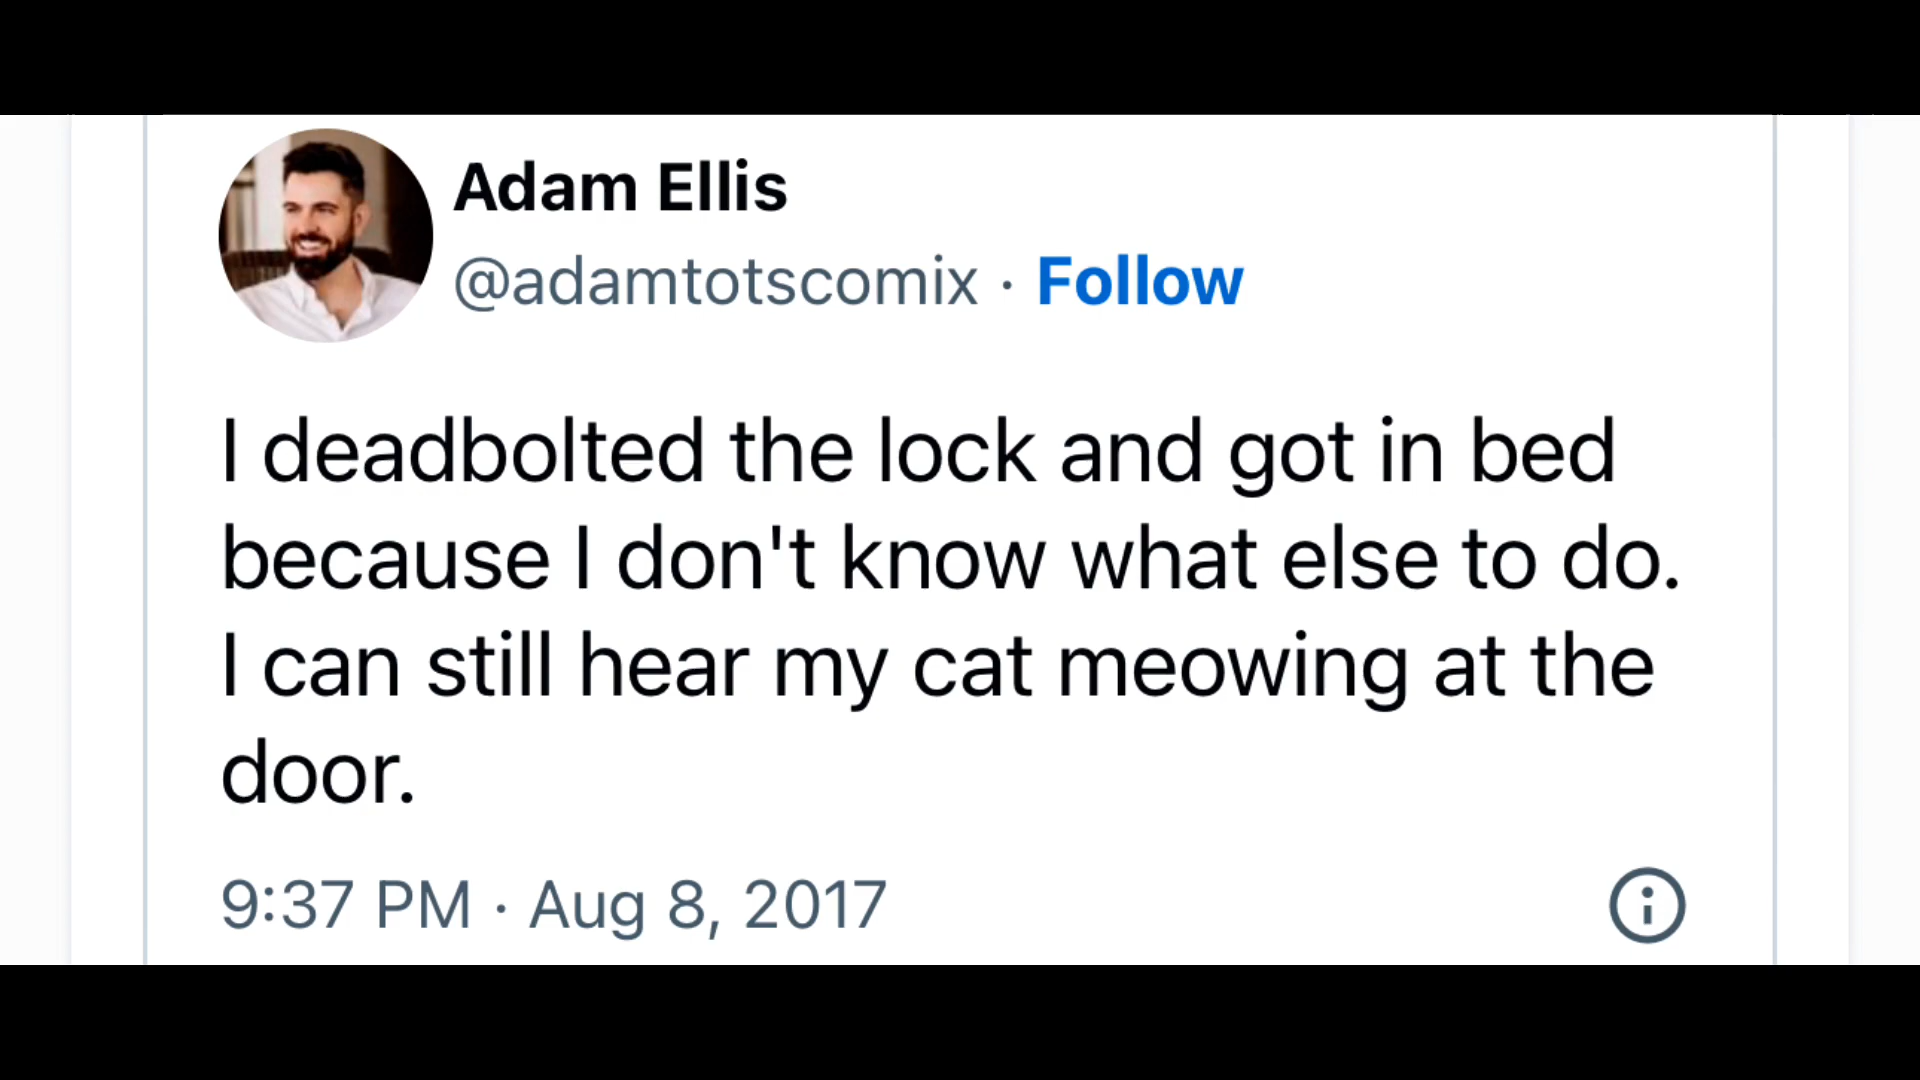 Adam Ellis
@adamtotscomix · Follow
I deadbolted the lock and got in bed
because I don't know what else to do.
I can still hear my cat meowing at the
door.
9:37 PM · Aug 8, 2017